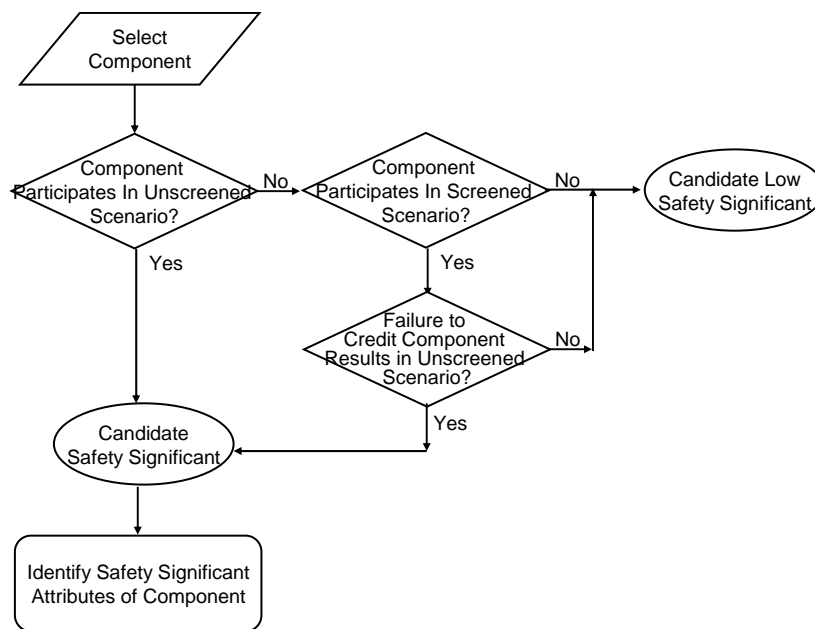 Select
Component
Component
Participates In Unscreened
Scenario?
No
Component
Participates In Screened
Scenario?
No
Candidate Low
Safety Significant
Yes
Yes
Failure to
Credit Component
Results in Unscreened
Scenario?
No
Yes
Candidate
Safety Significant
Identify Safety Significant
Attributes of Component